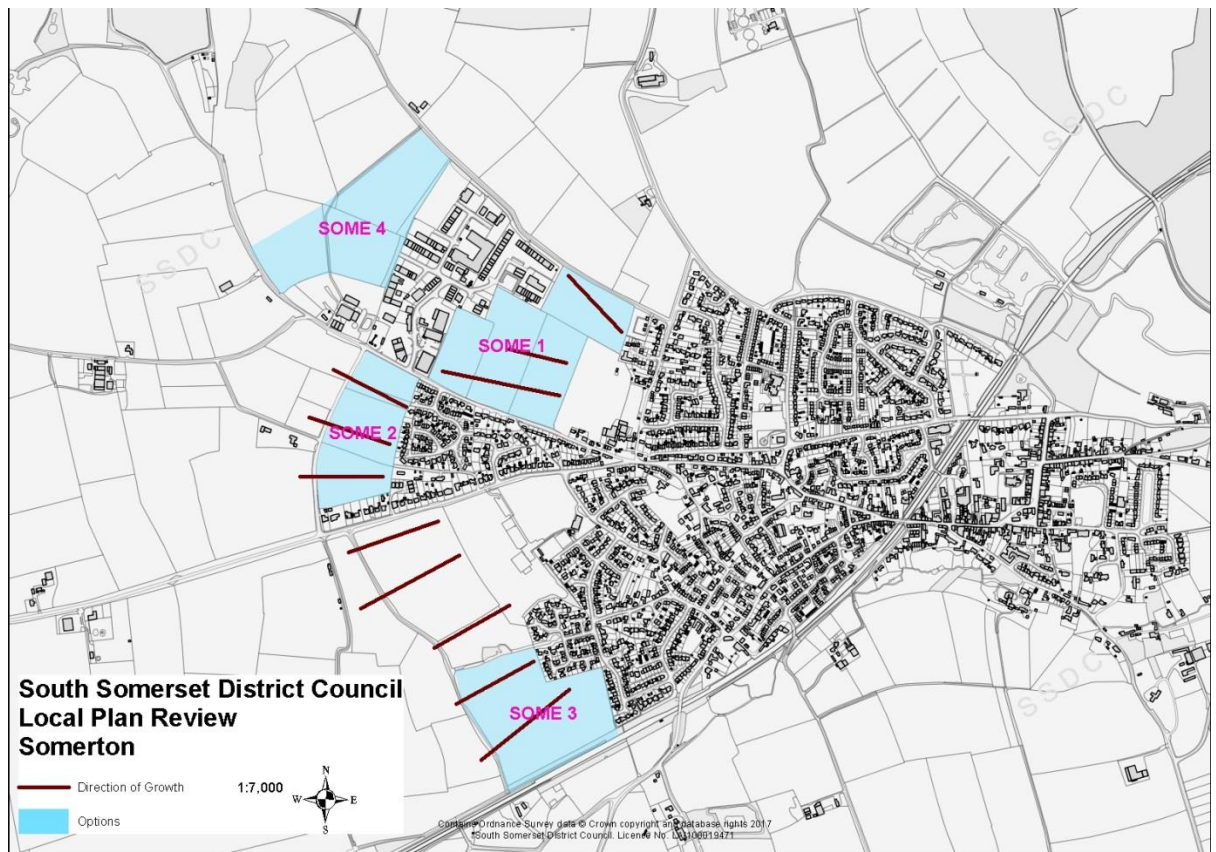 SSDC
SOME 4
SSDC
SOME 1
SOME 2
SOME 3
SSDC
South Somerset District Council
Local Plan Review
Somerton
Direction of Growth
1:7,000
N
W
E
S
Options
Contains Ordnance Survey data © Crown copyright and database rights 2017
South Somerset District Council. Licence No. LA100019471